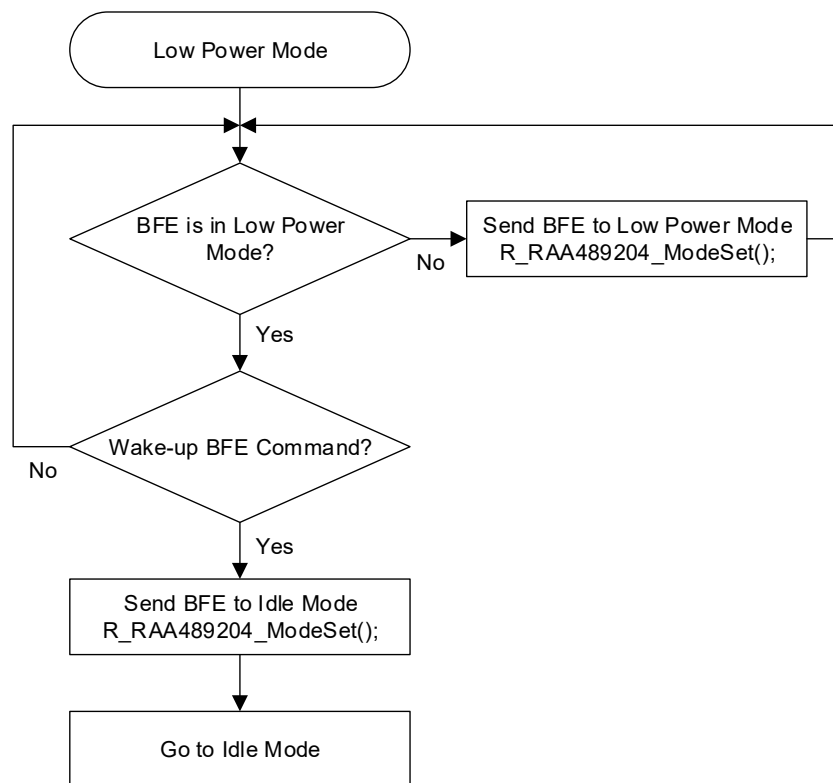 Low Power Mode
BFE is in Low Power
Mode?
No
Send BFE to Low Power Mode
R_RAA489204_ModeSet();
Yes
Wake-up BFE Command?
No
Yes
Send BFE to Idle Mode
R_RAA489204_ModeSet();
Go to Idle Mode